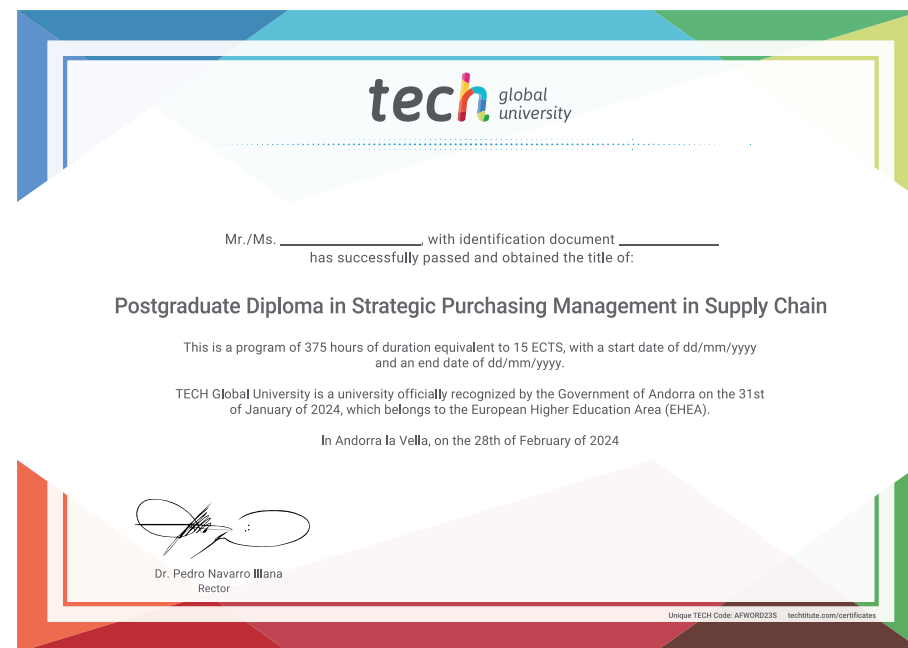 tech global university
Mr./Ms. ____________, with identification document ____________
has successfully passed and obtained the title of:
Postgraduate Diploma in Strategic Purchasing Management in Supply Chain
This is a program of 375 hours of duration equivalent to 15 ECTS, with a start date of dd/mm/yyyy
and an end date of dd/mm/yyyy.
TECH Global University is a university officially recognized by the Government of Andorra on the 31st
of January of 2024, which belongs to the European Higher Education Area (EHEA).
In Andorra la Vella, on the 28th of February of 2024
Dr. Pedro Navarro Illana
Rector
Unique TECH Code: AFWORD23S techtitute.com/certificates